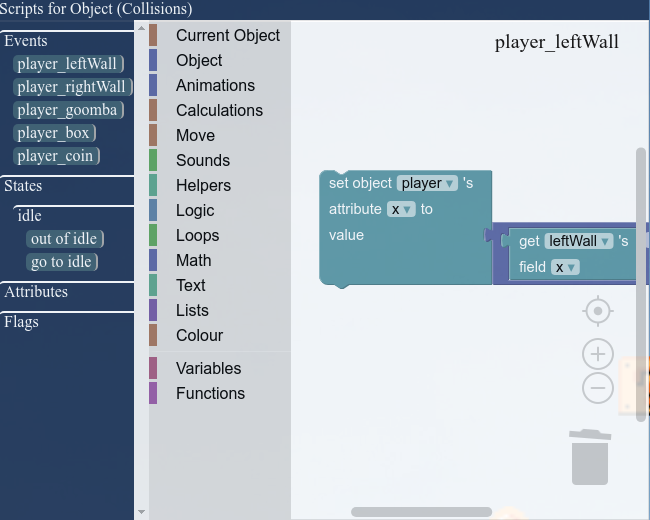 Scripts for Object (Collisions)
Events
player_leftWall
player_rightWall
player_goomba
player_box
player_coin
States
idle
out of idle
go to idle
Attributes
Flags
Current Object
Object
Animations
Calculations
Move
Sounds
Helpers
Logic
Loops
Math
Text
Lists
Colour
Variables
Functions
player_leftWall
set object player ▾ 's
attribute x ▾ to
value
get leftWall ▾ 's
field x ▾